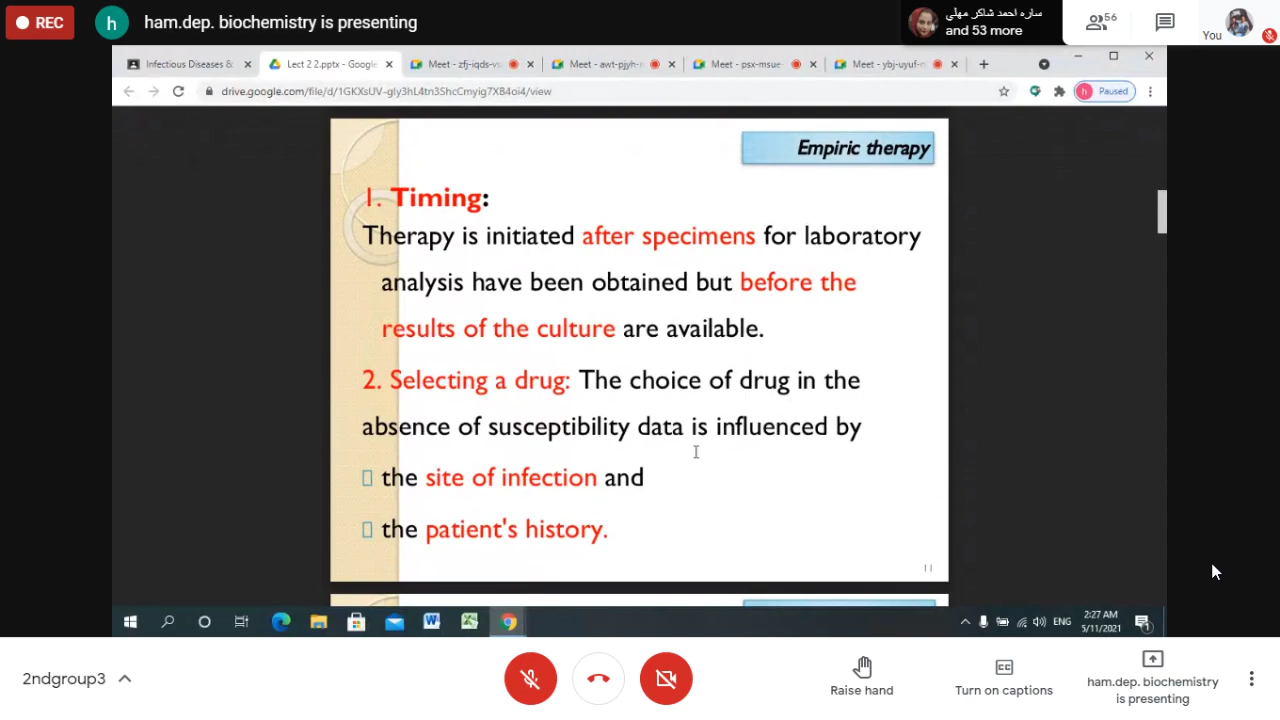 REC
h
ham.dep. biochemistry is presenting
ساره احمد شاكر مهلّي
and 53 more
56
You
Infectious Diseases &
Lect 2 2.pptx - Google
Meet - zfj-iqds-vs
Meet - awt-pjyh-
Meet - psx-msue
Meet - ybj-uyuf-
drive.google.com/file/d/1GKXsUV-gly3hL4tn3ShcCmyig7XB4oi4/view
h Paused
Empiric therapy
1. Timing:
Therapy is initiated after specimens for laboratory
analysis have been obtained but before the
results of the culture are available.
2. Selecting a drug: The choice of drug in the
absence of susceptibility data is influenced by
the site of infection and
the patient's history.
11
ENG
2:27 AM
5/11/2021
1
2ndgroup3
Raise hand
Turn on captions
ham.dep. biochemistry
is presenting